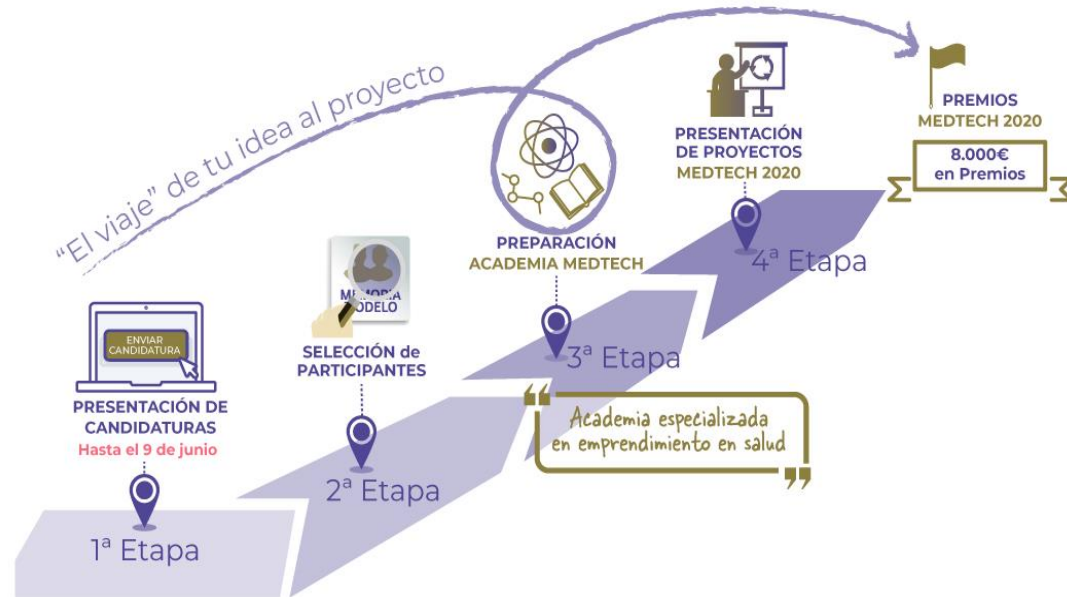 "El viaje" de tu idea al proyecto
ENVIAR
CANDIDATURA
PRESENTACIÓN DE
CANDIDATURAS
Hasta el 9 de junio
1ª Etapa
MEMORIA
MODELO
SELECCIÓN de
PARTICIPANTES
2ª Etapa
PREPARACIÓN
ACADEMIA MEDTECH
3ª Etapa
"Academia especializada
en emprendimiento en salud"
PRESENTACIÓN
DE PROYECTOS
MEDTECH 2020
4ª Etapa
PREMIOS
MEDTECH 2020
8.000€
en Premios